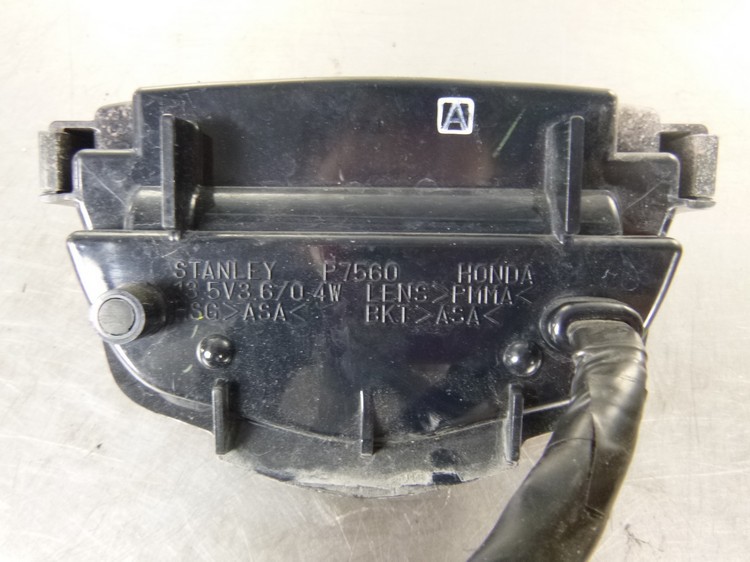 A
STANLEY P7560 HONDA
13.5V3.6/0.4W LENS>PMMA<
HSG>ASA< BKT>ASA<